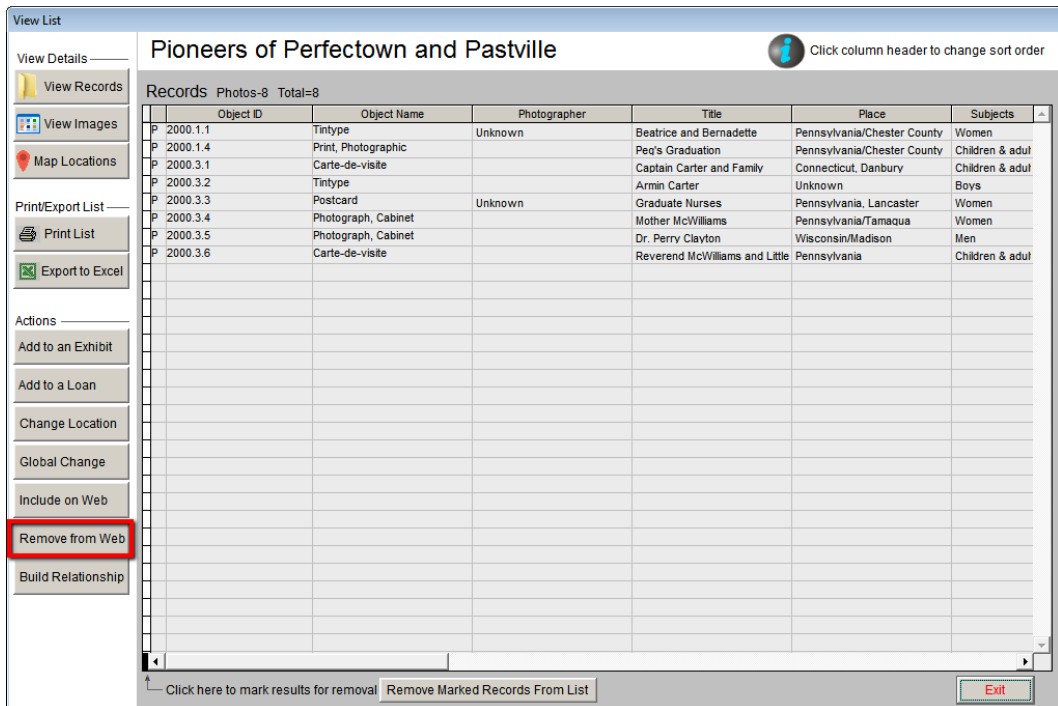 View List
Pioneers of Perfectown and Pastville
Click column header to change sort order
View Details
View Records
View Images
Map Locations
Print/Export List
Print List
Export to Excel
Actions
Add to an Exhibit
Add to a Loan
Change Location
Global Change
Include on Web
Remove from Web
Build Relationship
Records Photos-8 Total=8
Object ID Object Name Photographer Title Place Subjects
P 2000.1.1 Tintype Unknown Beatrice and Bernadette Pennsylvania/Chester County Women
P 2000.1.4 Print, Photographic Peg's Graduation Pennsylvania/Chester County Children & adul
P 2000.3.1 Carte-de-visite Captain Carter and Family Connecticut, Danbury Children & adul
P 2000.3.2 Tintype Armin Carter Unknown Boys
P 2000.3.3 Postcard Unknown Graduate Nurses Pennsylvania, Lancaster Women
P 2000.3.4 Photograph, Cabinet Mother McWilliams Pennsylvania/Tamaqua Women
P 2000.3.5 Photograph, Cabinet Dr. Perry Clayton Wisconsin/Madison Men
P 2000.3.6 Carte-de-visite Reverend McWilliams and Little Pennsylvania Children & adul
Click here to mark results for removal Remove Marked Records From List
Exit